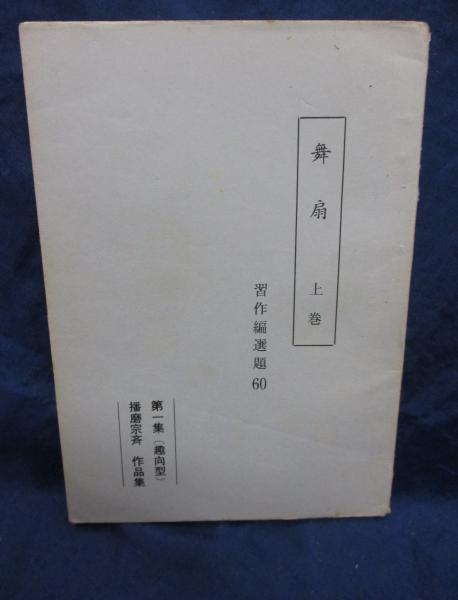 舞扇 上巻
習作編選題60
第一集(趣向型)
播磨宗斉 作品集